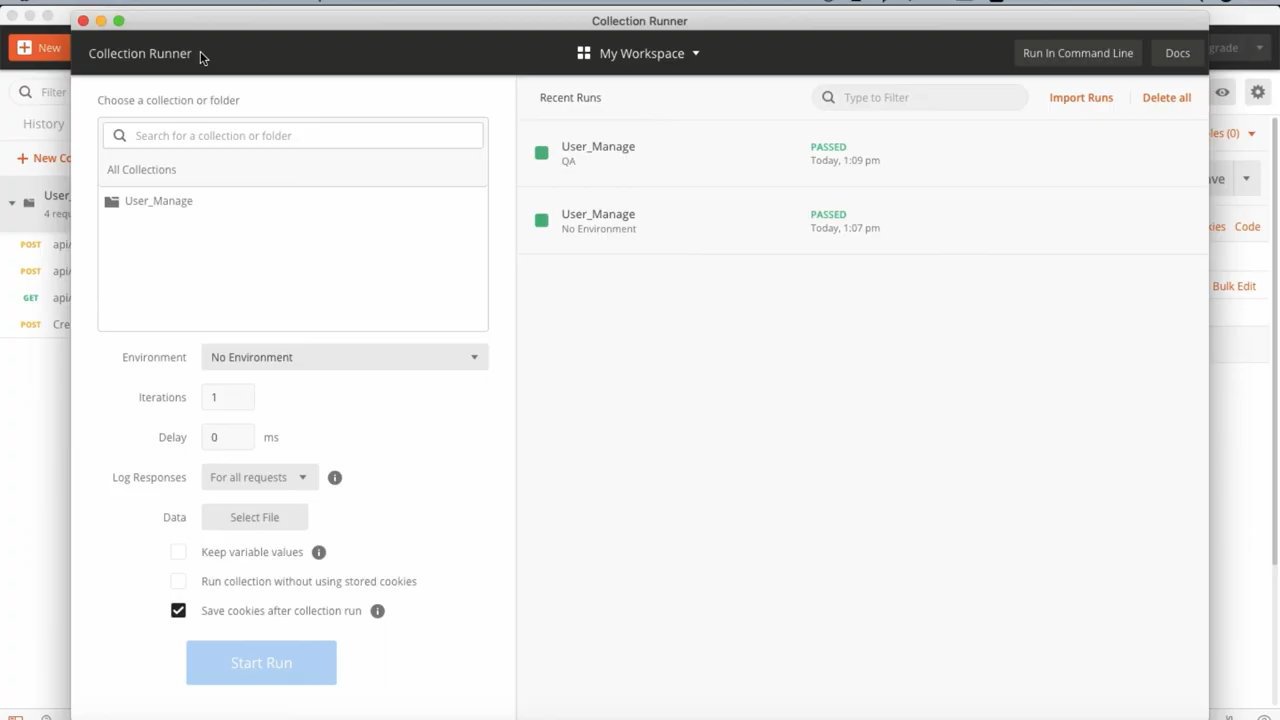 Collection Runner
New
grade
Collection Runner
My Workspace
Run In Command Line
Docs
Filter
History
New Co
User_
4 requ
POST api/
POST api/
GET api/
POST Cre
Choose a collection or folder
Search for a collection or folder
All Collections
User_Manage
Environment No Environment
Iterations 1
Delay 0 ms
Log Responses For all requests
Data Select File
Keep variable values
Run collection without using stored cookies
Save cookies after collection run
Start Run
Recent Runs
Type to Filter
Import Runs
Delete all
User_Manage
QA
PASSED
Today, 1:09 pm
User_Manage
No Environment
PASSED
Today, 1:07 pm
les (0)
ave
kies Code
Bulk Edit